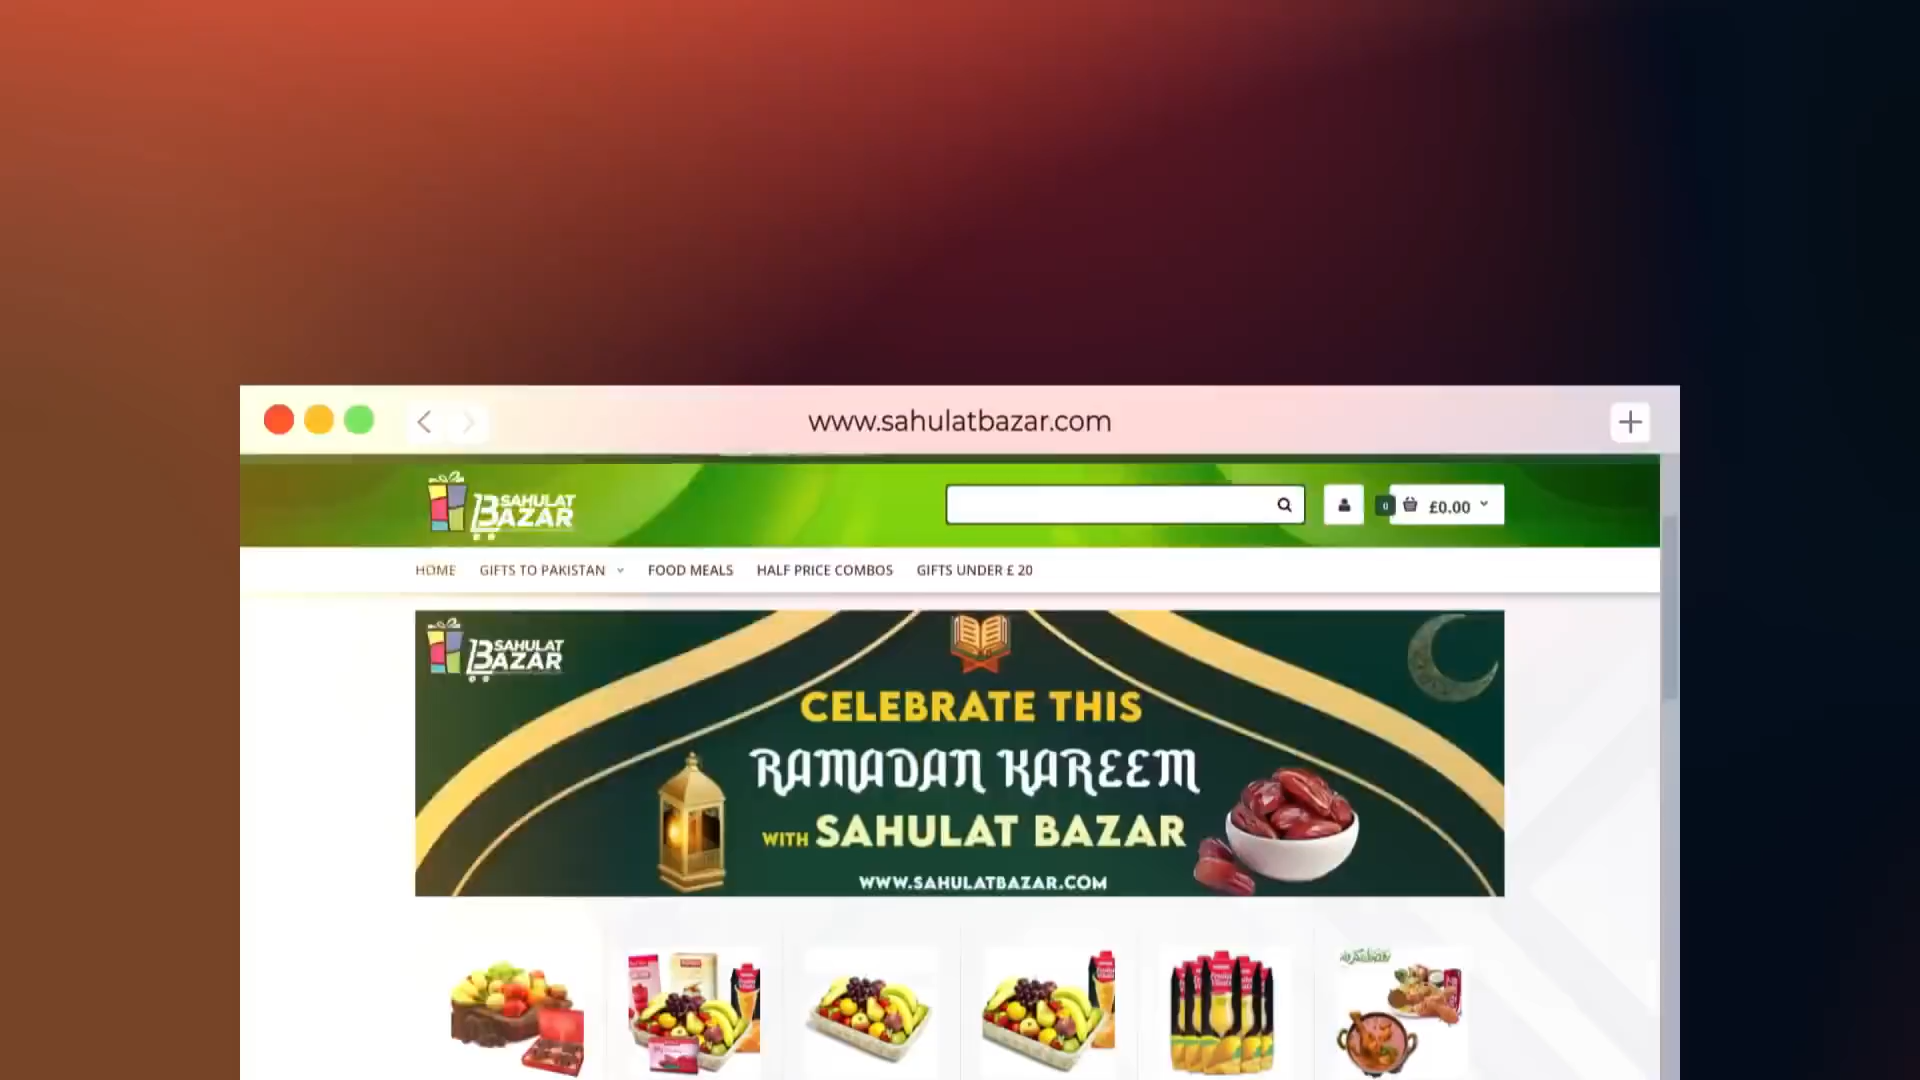 www.sahulatbazar.com
SAHULAT
BAZAR
0
£0.00
HOME
GIFTS TO PAKISTAN
FOOD MEALS
HALF PRICE COMBOS
GIFTS UNDER £ 20
SAHULAT
BAZAR
CELEBRATE THIS
RAMADAN KAREEM
WITH SAHULAT BAZAR
WWW.SAHULATBAZAR.COM